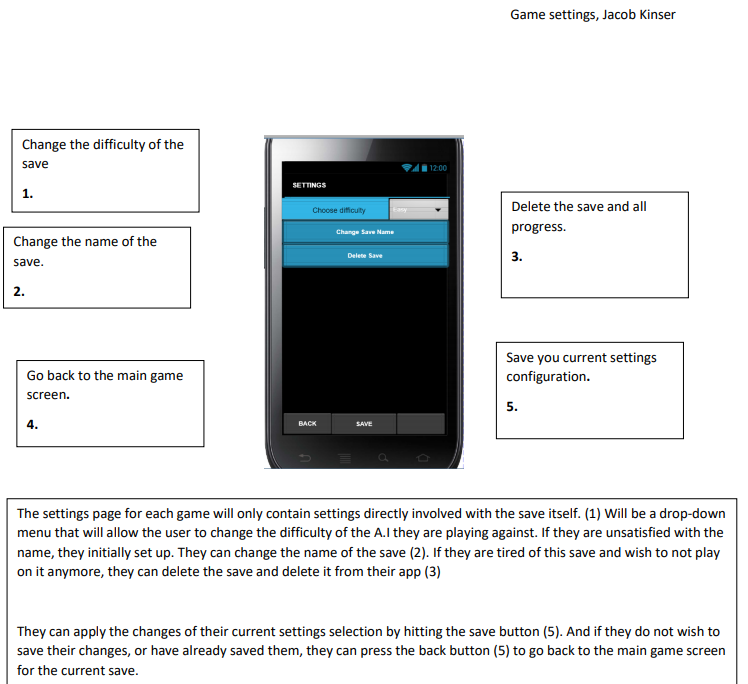 Game settings, Jacob Kinser
Change the difficulty of the
save
1.
Change the name of the
save.
2.
Go back to the main game
screen.
4.
12:00
SETTINGS
Choose difficulty
Easy
Change Save Name
Delete Save
BACK
SAVE
Delete the save and all
progress.
3.
Save you current settings
configuration.
5.
The settings page for each game will only contain settings directly involved with the save itself. (1) Will be a drop-down
menu that will allow the user to change the difficulty of the A.I they are playing against. If they are unsatisfied with the
name, they initially set up. They can change the name of the save (2). If they are tired of this save and wish to not play
on it anymore, they can delete the save and delete it from their app (3)
They can apply the changes of their current settings selection by hitting the save button (5). And if they do not wish to
save their changes, or have already saved them, they can press the back button (5) to go back to the main game screen
for the current save.